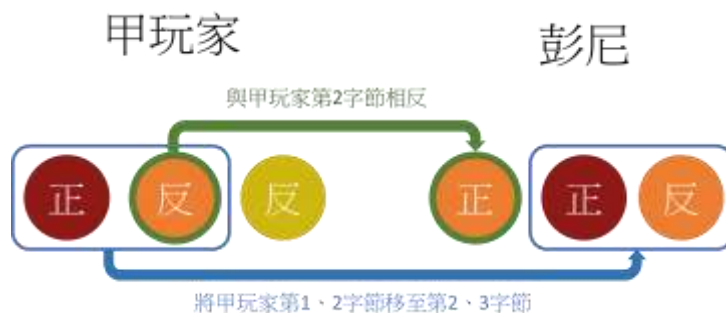 甲玩家 彭尼
與甲玩家第2字節相反
正 反 反 正 正 反
將甲玩家第1、2字節移至第2、3字節